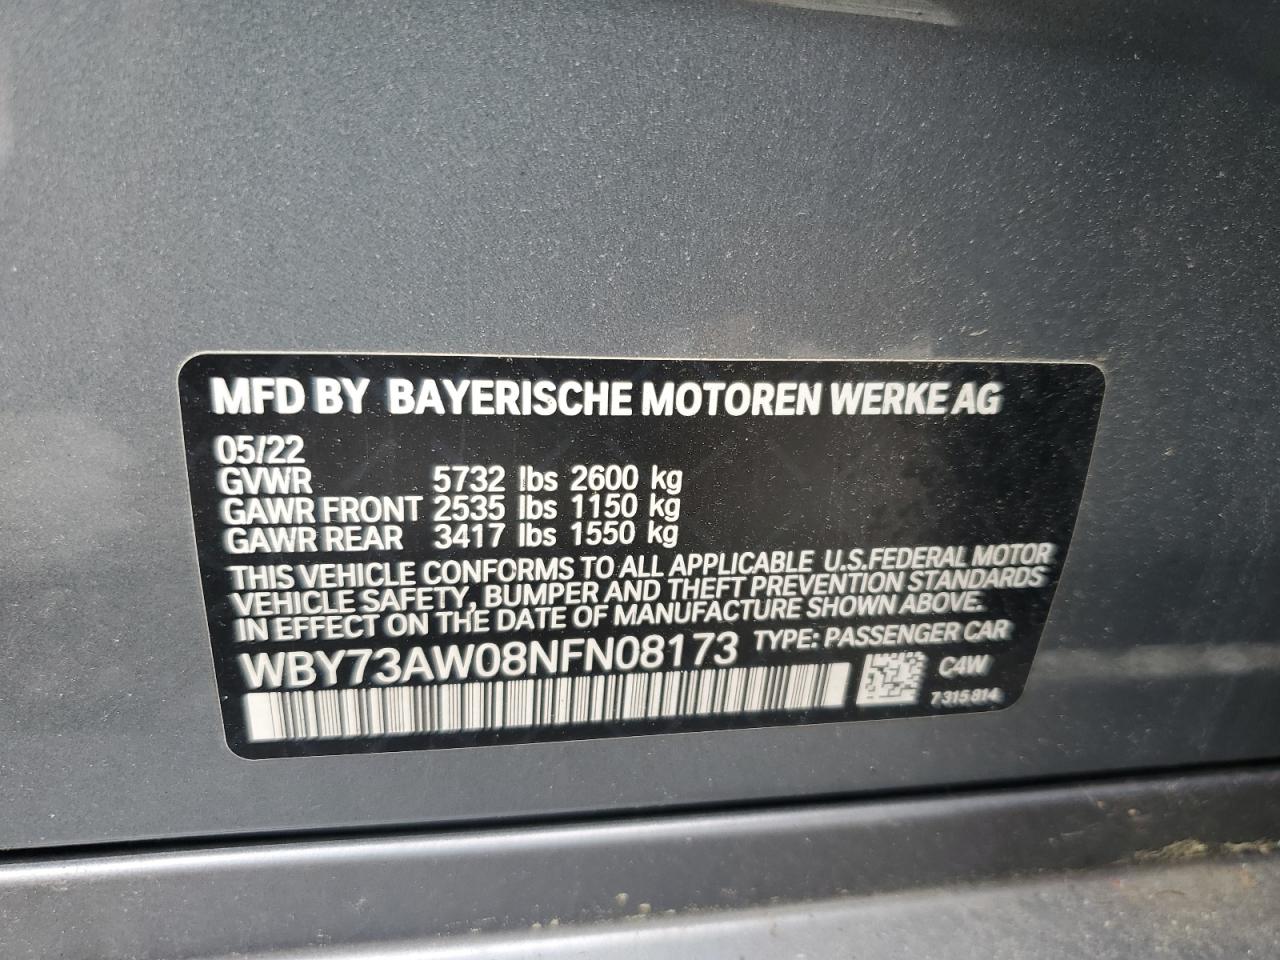 MFD BY BAYERISCHE MOTOREN WERKE AG
05/22
GVWR 5732 lbs 2600 kg
GAWR FRONT 2535 lbs 1150 kg
GAWR REAR 3417 lbs 1550 kg
THIS VEHICLE CONFORMS TO ALL APPLICABLE U.S.FEDERAL MOTOR
VEHICLE SAFETY, BUMPER AND THEFT PREVENTION STANDARDS
IN EFFECT ON THE DATE OF MANUFACTURE SHOWN ABOVE.
WBY73AW08NFN08173 TYPE: PASSENGER CAR
C4W
7 315 814